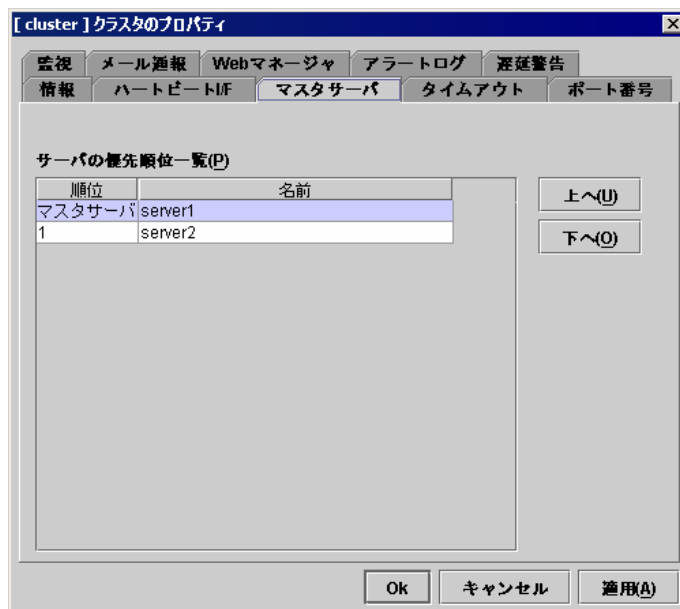 [ cluster ] クラスタのプロパティ
監視 メール通報 Webマネージャ アラートログ 遅延警告
情報 ハートビートI/F マスタサーバ タイムアウト ポート番号
サーバの優先順位一覧(P)
順位 名前
マスタサーバ server1
1 server2
上へ(U)
下へ(O)
Ok キャンセル 適用(A)